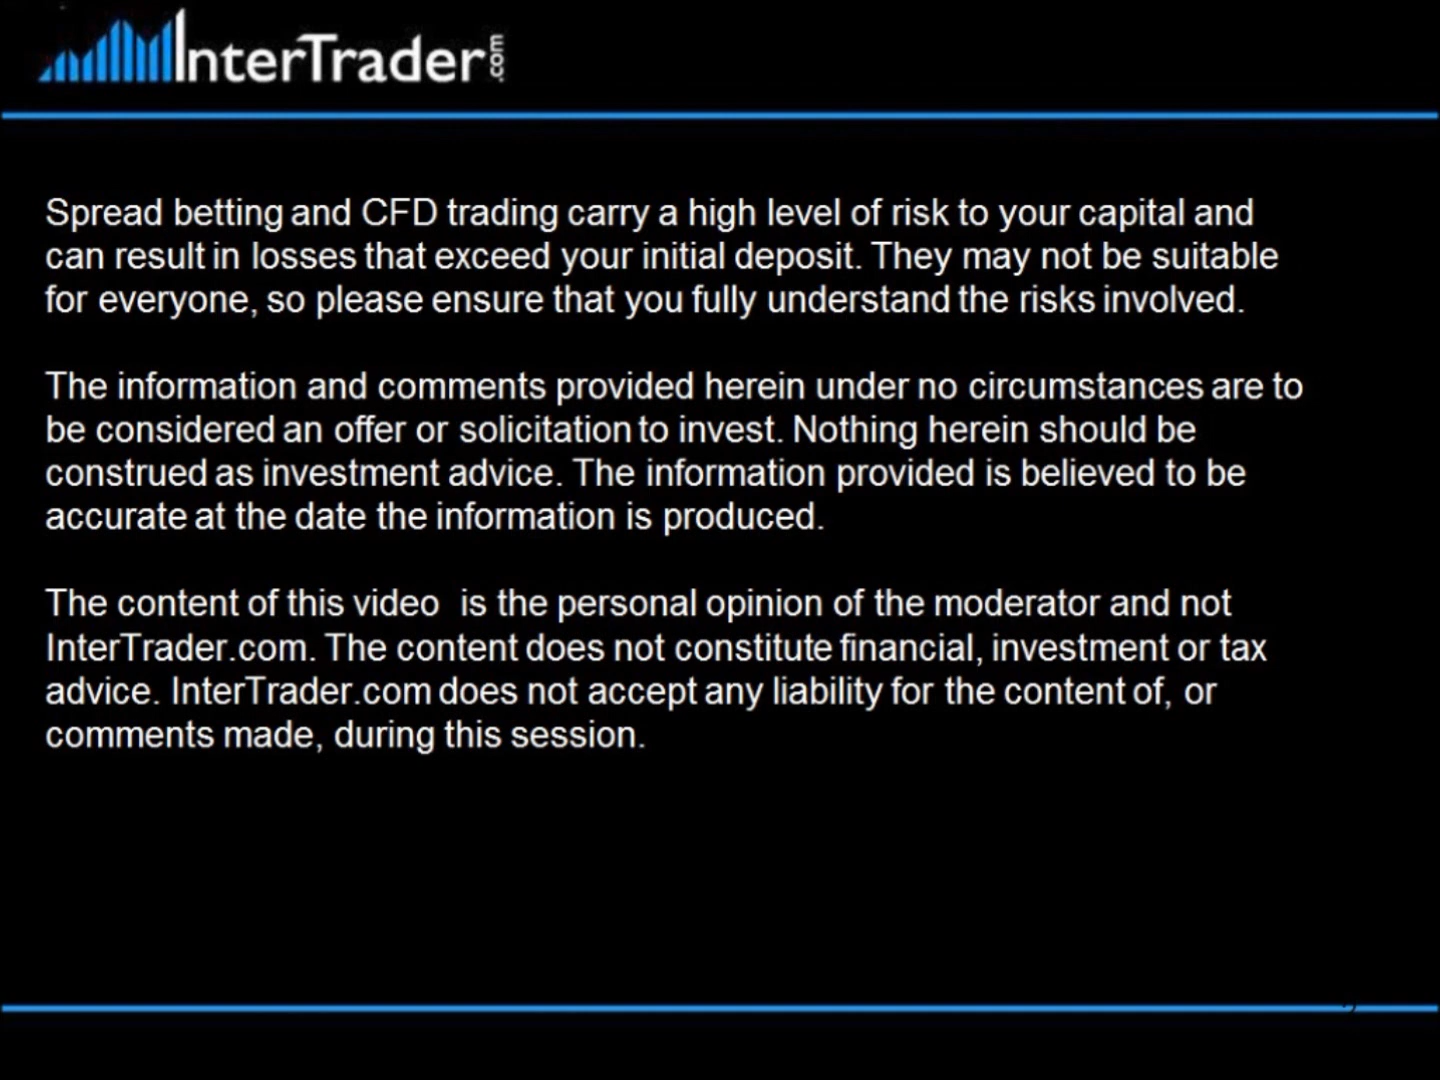 InterTrader.com
Spread betting and CFD trading carry a high level of risk to your capital and
can result in losses that exceed your initial deposit. They may not be suitable
for everyone, so please ensure that you fully understand the risks involved.
The information and comments provided herein under no circumstances are to
be considered an offer or solicitation to invest. Nothing herein should be
construed as investment advice. The information provided is believed to be
accurate at the date the information is produced.
The content of this video  is the personal opinion of the moderator and not
InterTrader.com. The content does not constitute financial, investment or tax
advice. InterTrader.com does not accept any liability for the content of, or
comments made, during this session.